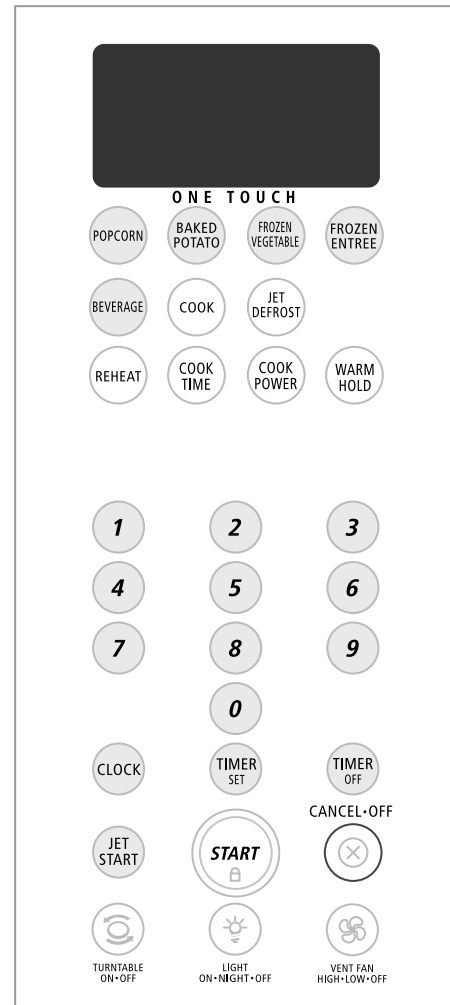 ONE TOUCH
POPCORN
BAKED
POTATO
FROZEN
VEGETABLE
FROZEN
ENTREE
BEVERAGE
COOK
JET
DEFROST
REHEAT
COOK
TIME
COOK
POWER
WARM
HOLD
1
2
3
4
5
6
7
8
9
0
CLOCK
TIMER
SET
TIMER
OFF
CANCEL•OFF
JET
START
START
TURNTABLE
ON•OFF
LIGHT
ON•NIGHT•OFF
VENT FAN
HIGH•LOW•OFF